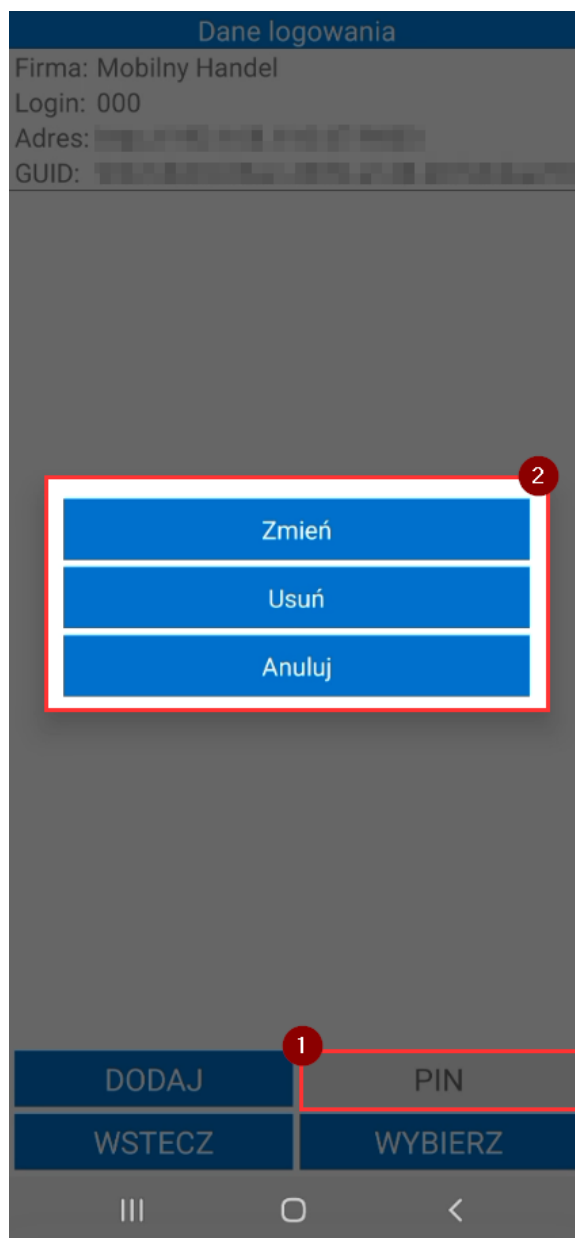 Dane logowania
Firma: Mobilny Handel
Login: 000
Adres:
GUID:
2
Zmień
Usuń
Anuluj
1
DODAJ PIN
WSTECZ WYBIERZ